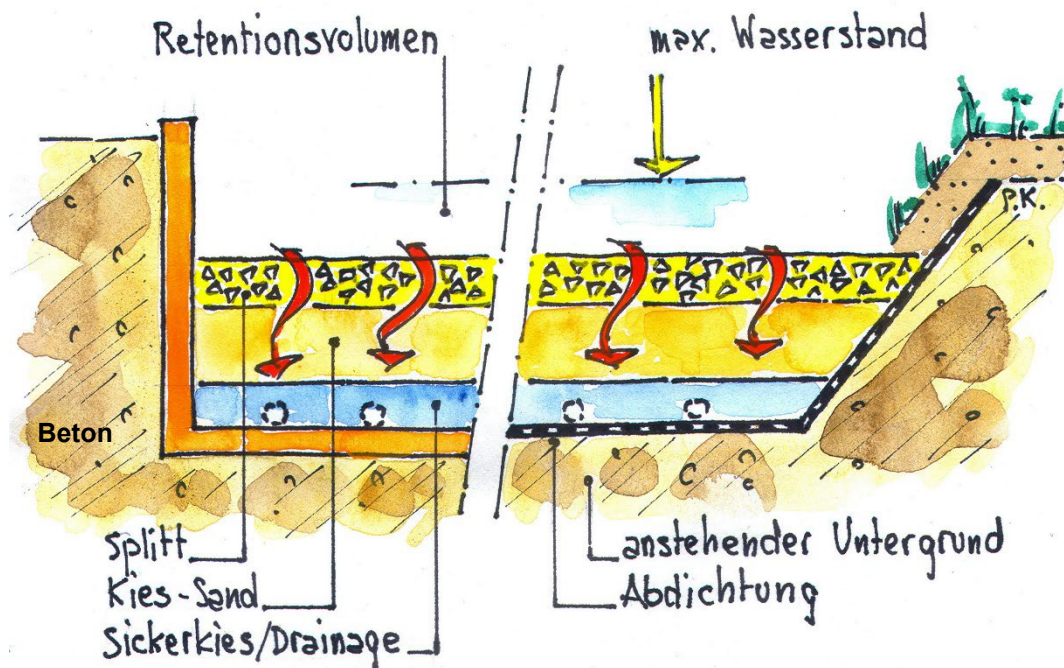 Retentionsvolumen
max. Wasserstand
P.K.
Beton
Splitt
Kies-Sand
Sickerkies/Drainage
anstehender Untergrund
Abdichtung